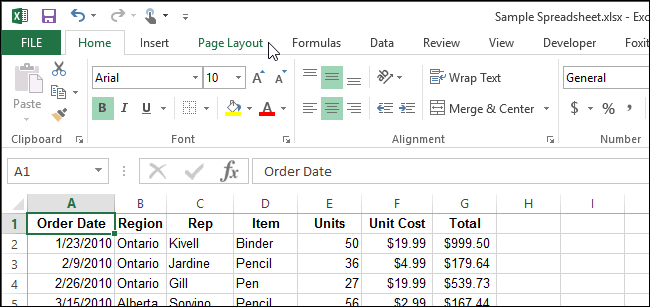 Sample Spreadsheet.xlsx - Exc
FILE Home Insert Page Layout Formulas Data Review View Developer Foxit
Arial 10 A A Wrap Text General
Paste B I U A Merge & Center $ % ,
Clipboard Font Alignment Number
A1 fx Order Date
A B C D E F G H I
1 Order Date Region Rep Item Units Unit Cost Total
2 1/23/2010 Ontario Kivell Binder 50 $19.99 $999.50
3 2/9/2010 Ontario Jardine Pencil 36 $4.99 $179.64
4 2/26/2010 Ontario Gill Pen 27 $19.99 $539.73
5 3/15/2010 Alberta Sorvino Pencil 56 $2.99 $167.44